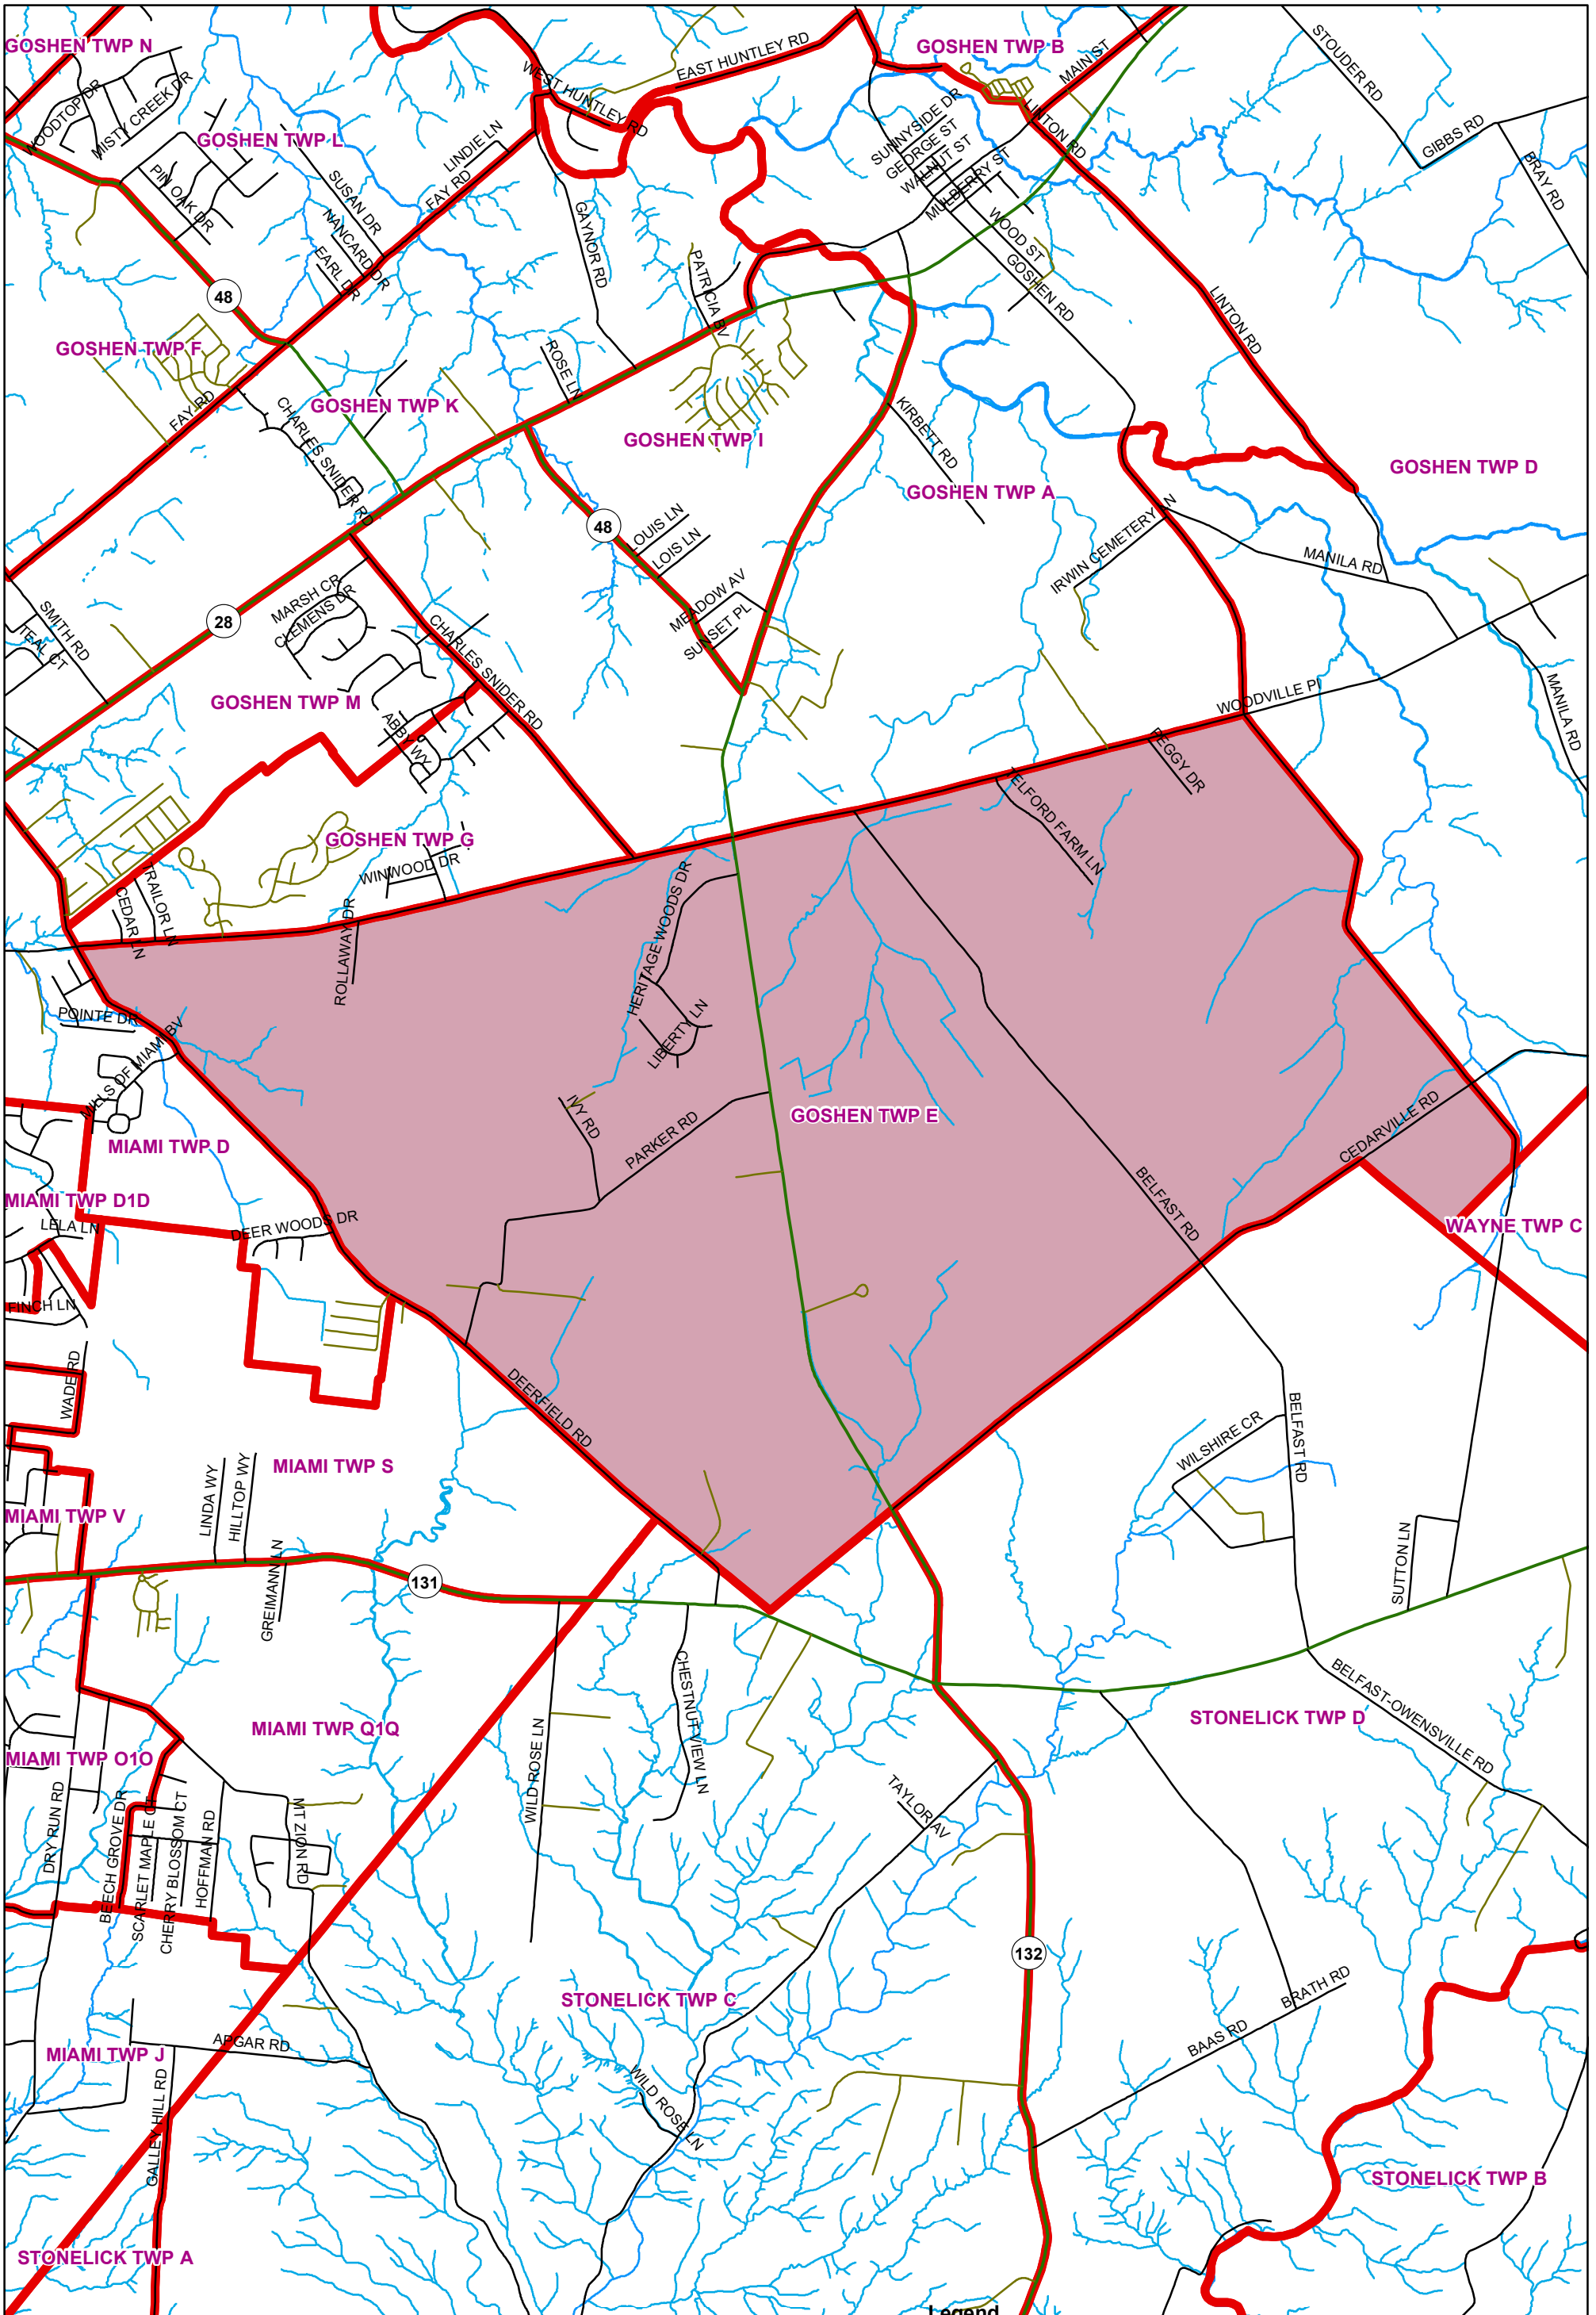 GOSHEN TWP N
GOSHEN TWP B
STOUDER RD
MAIN ST
EAST HUNTLEY RD
WEST HUNTLEY RD
WOODTOP DR
MISTY CREEK DR
GOSHEN TWP L
LINDIE LN
FAY RD
SUNNYSIDE DR
GEORGE ST
WALNUT ST
MULBERRY ST
LINTON RD
GIBBS RD
BRAY RD
PIN OAK DR
SUSAN DR
NANCARD DR
EARL DR
GAYNOR RD
PATRICIA BV
WOOD ST
GOSHEN RD
LINTON RD
48
GOSHEN TWP F
FAY RD
GOSHEN TWP K
CHARLES SNIDER RD
ROSE LN
GOSHEN TWP I
KIRBETT RD
GOSHEN TWP A
GOSHEN TWP D
48
LOUIS LN
LOIS LN
IRWIN CEMETERY LN
MANILA RD
SMITH RD
TEAL CT
28
MARSH CR
CLEMENS DR
MEADOW AV
SUNSET PL
CHARLES SNIDER RD
GOSHEN TWP M
ABBY WY
WOODVILLE PI
MANILA RD
PEGGY DR
TELFORD FARM LN
GOSHEN TWP G
WINWOOD DR
CEDAR LN
TRAILOR LN
ROLLAWAY DR
HERITAGE WOODS DR
LIBERTY LN
POINTE DR
MILLS OF MIAMI BV
IVY RD
PARKER RD
GOSHEN TWP E
CEDARVILLE RD
MIAMI TWP D
BELFAST RD
MIAMI TWP D1D
LELA LN
DEER WOODS DR
WAYNE TWP C
FINCH LN
WADE RD
DEERFIELD RD
BELFAST RD
WILSHIRE CR
MIAMI TWP S
LINDA WY
HILLTOP WY
MIAMI TWP V
GREIMANN LN
131
SUTTON LN
CHESTNUT VIEW LN
WILD ROSE LN
BELFAST-OWENSVILLE RD
STONELICK TWP D
MIAMI TWP Q1Q
MIAMI TWP O1O
DRY RUN RD
BEECH GROVE DR
SCARLET MAPLE CT
CHERRY BLOSSOM CT
HOFFMAN RD
MT ZION RD
TAYLOR AV
132
STONELICK TWP C
BRATH RD
BAAS RD
APGAR RD
MIAMI TWP J
GALLEY HILL RD
WILD ROSE LN
STONELICK TWP B
STONELICK TWP A
Legend